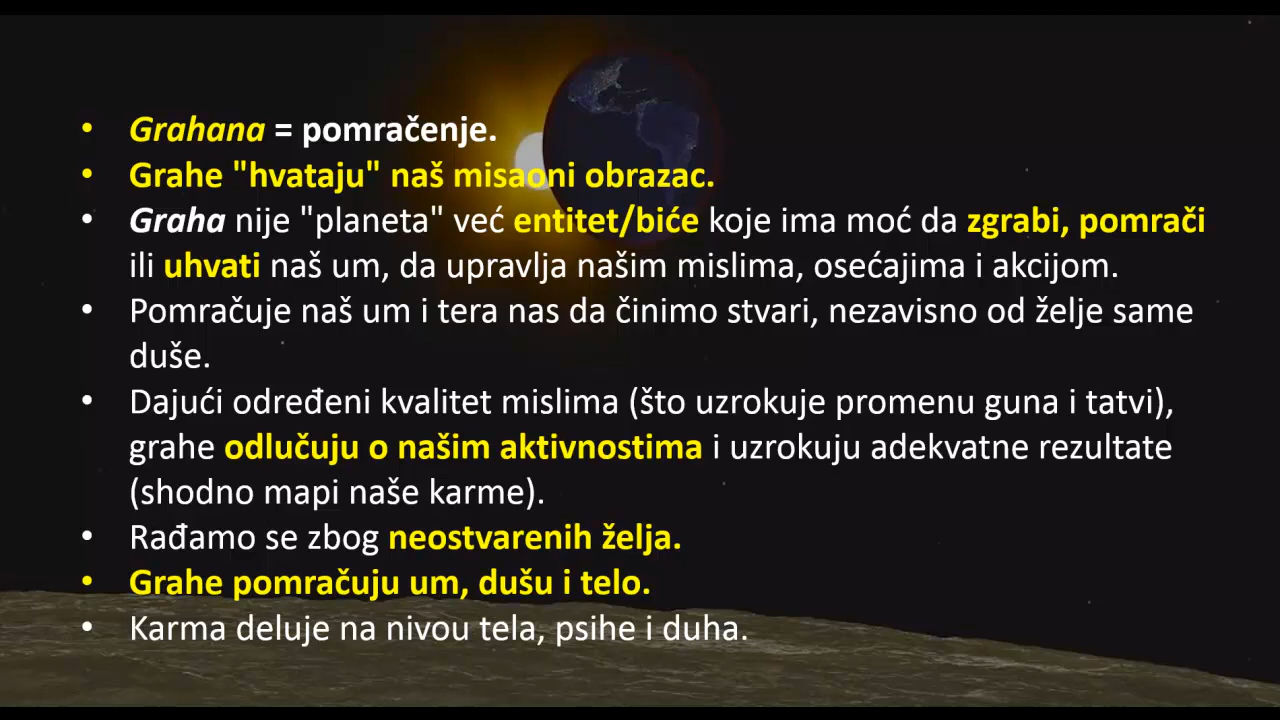 • Grahana = pomračenje.
• Grahe "hvataju" naš misaoni obrazac.
• Graha nije "planeta" već entitet/biće koje ima moć da zgrabi, pomrači
ili uhvati naš um, da upravlja našim mislima, osećajima i akcijom.
• Pomračuje naš um i tera nas da činimo stvari, nezavisno od želje same
duše.
• Dajući određeni kvalitet mislima (što uzrokuje promenu guna i tatvi),
grahe odlučuju o našim aktivnostima i uzrokuju adekvatne rezultate
(shodno mapi naše karme).
• Rađamo se zbog neostvarenih želja.
• Grahe pomračuju um, dušu i telo.
• Karma deluje na nivou tela, psihe i duha.